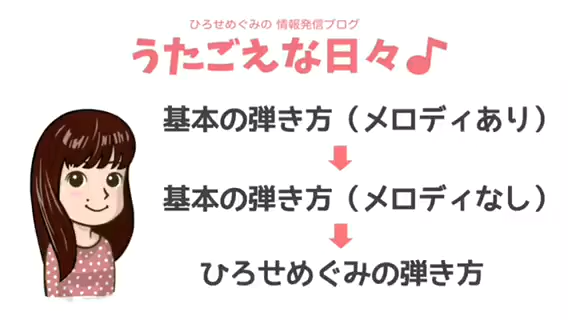 ひろせめぐみの 情報発信ブログ
うたごえな日々♪
基本の弾き方（メロディあり）
基本の弾き方（メロディなし）
ひろせめぐみの弾き方